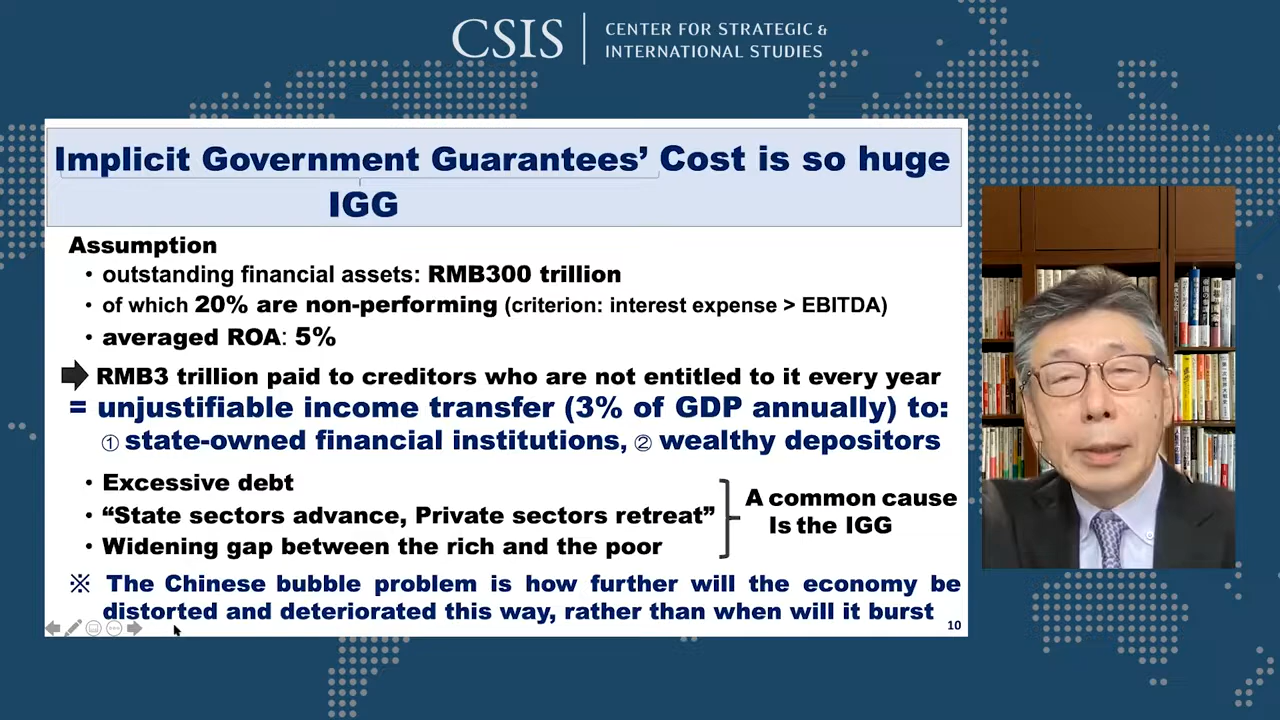 CSIS
CENTER FOR STRATEGIC &
INTERNATIONAL STUDIES
Implicit Government Guarantees’ Cost is so huge
IGG
Assumption
• outstanding financial assets: RMB300 trillion
• of which 20% are non-performing (criterion: interest expense > EBITDA)
• averaged ROA: 5%
RMB3 trillion paid to creditors who are not entitled to it every year
= unjustifiable income transfer (3% of GDP annually) to:
① state-owned financial institutions, ② wealthy depositors
• Excessive debt
• “State sectors advance, Private sectors retreat”
• Widening gap between the rich and the poor
A common cause
Is the IGG
※ The Chinese bubble problem is how further will the economy be
distorted and deteriorated this way, rather than when will it burst
10